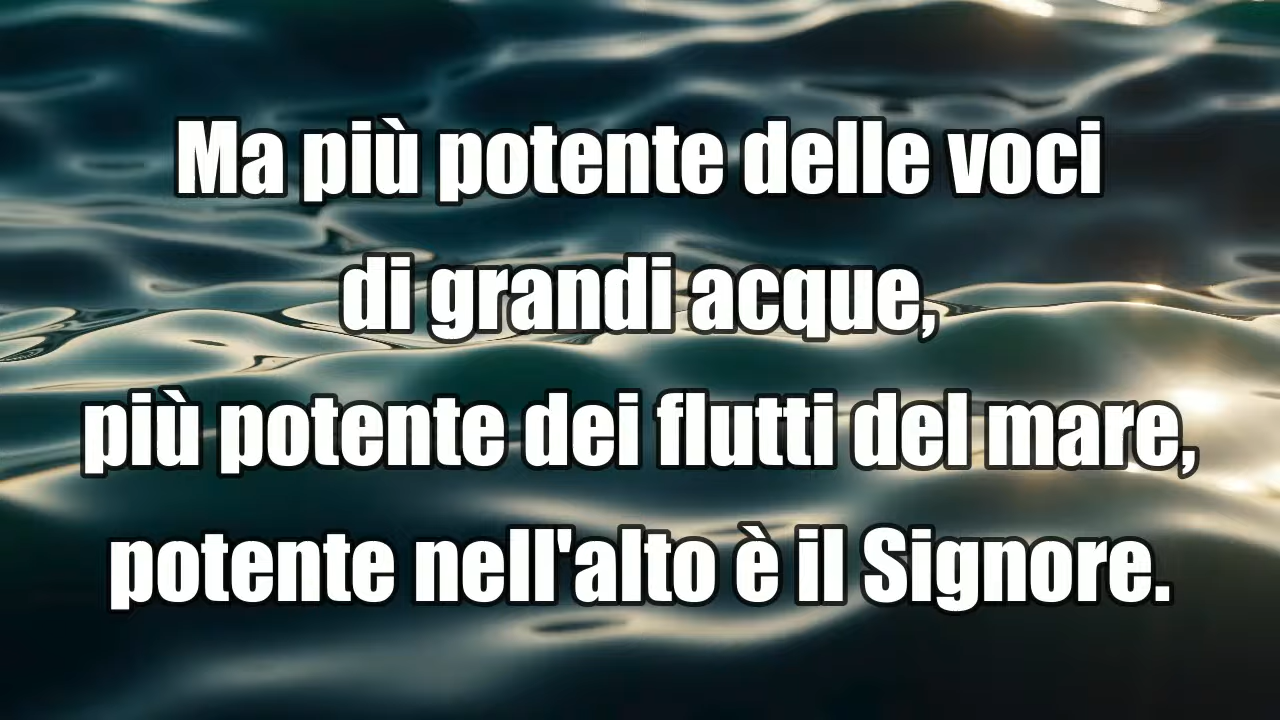 Ma più potente delle voci
di grandi acque,
più potente dei flutti del mare,
potente nell'alto è il Signore.